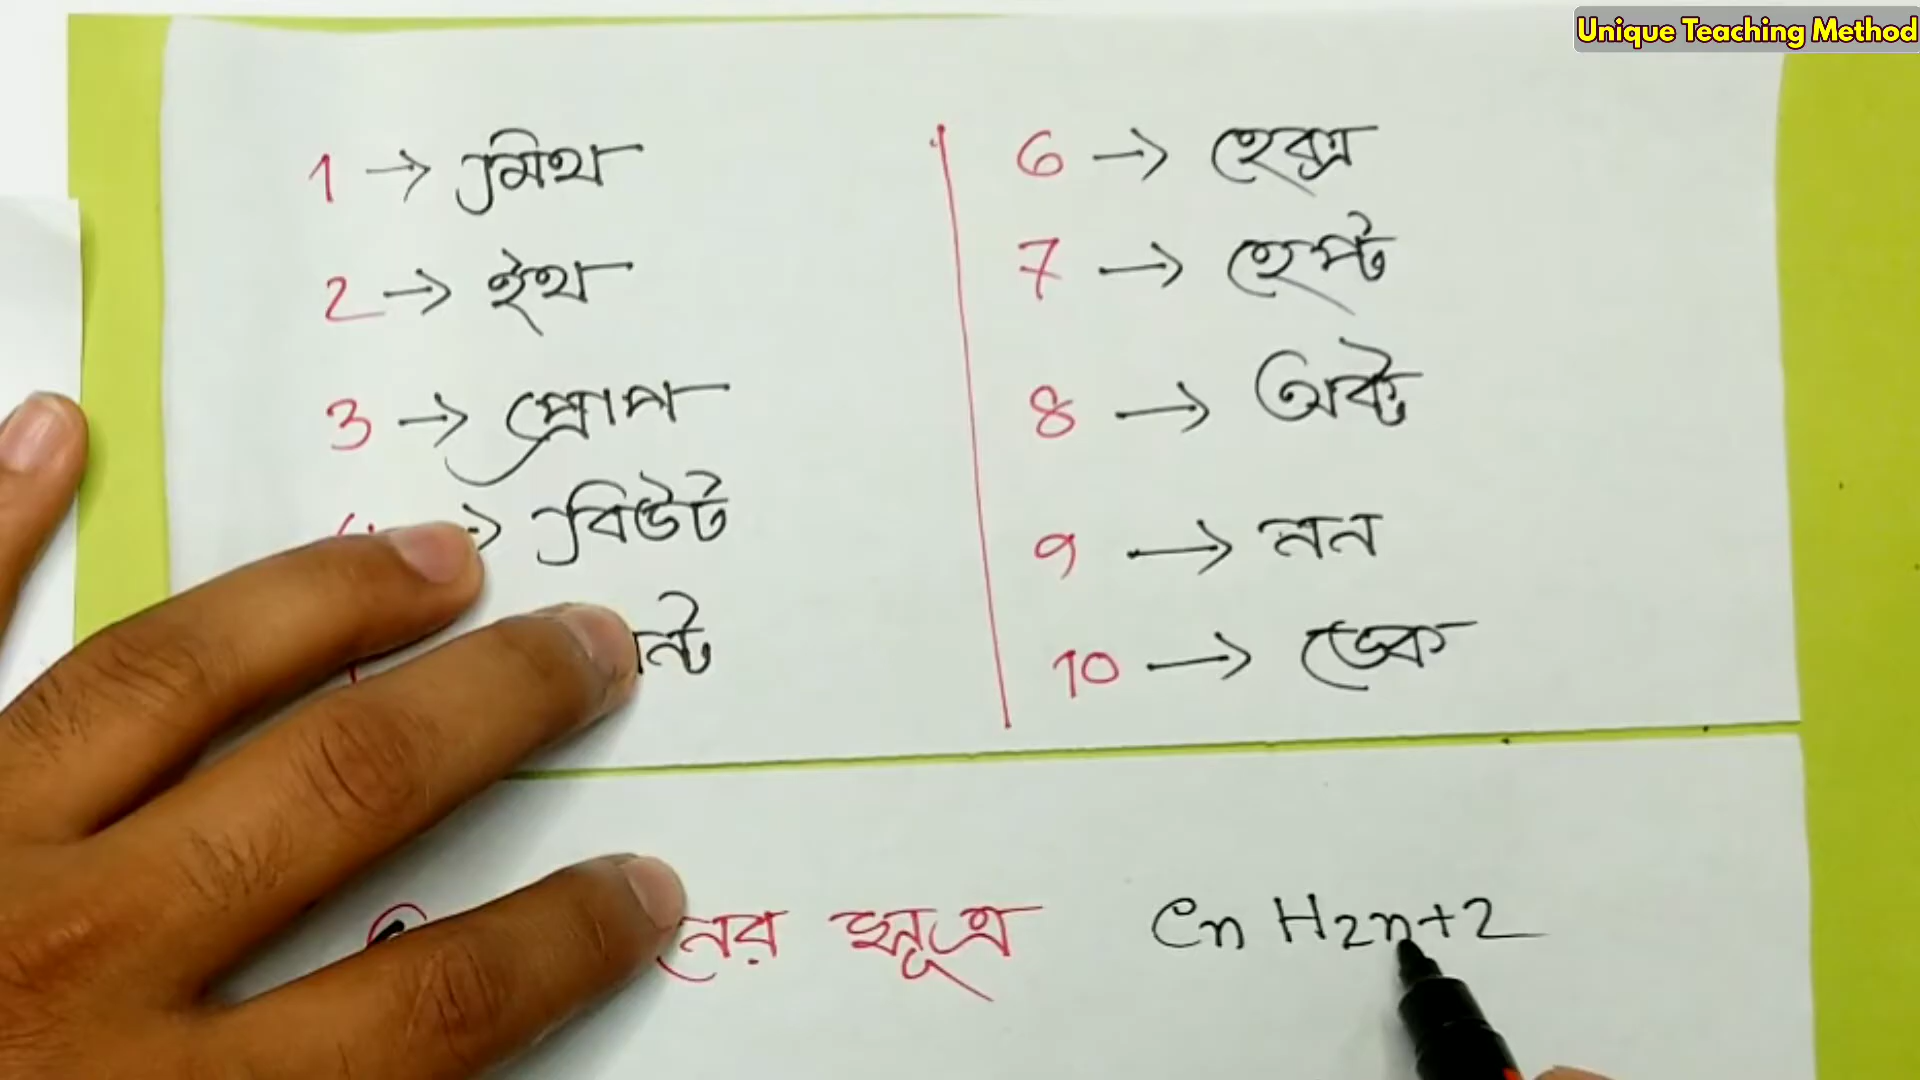 Unique Teaching Method
1 → মিথ
2 → ইথ
3 → প্রোপ
→ বিউট
ন্ট
6 → হেক্স
7 → হেপ্ট
8 → অক্ট
9 → নন
10 → ডেক
নের সূত্র CnH2n+2